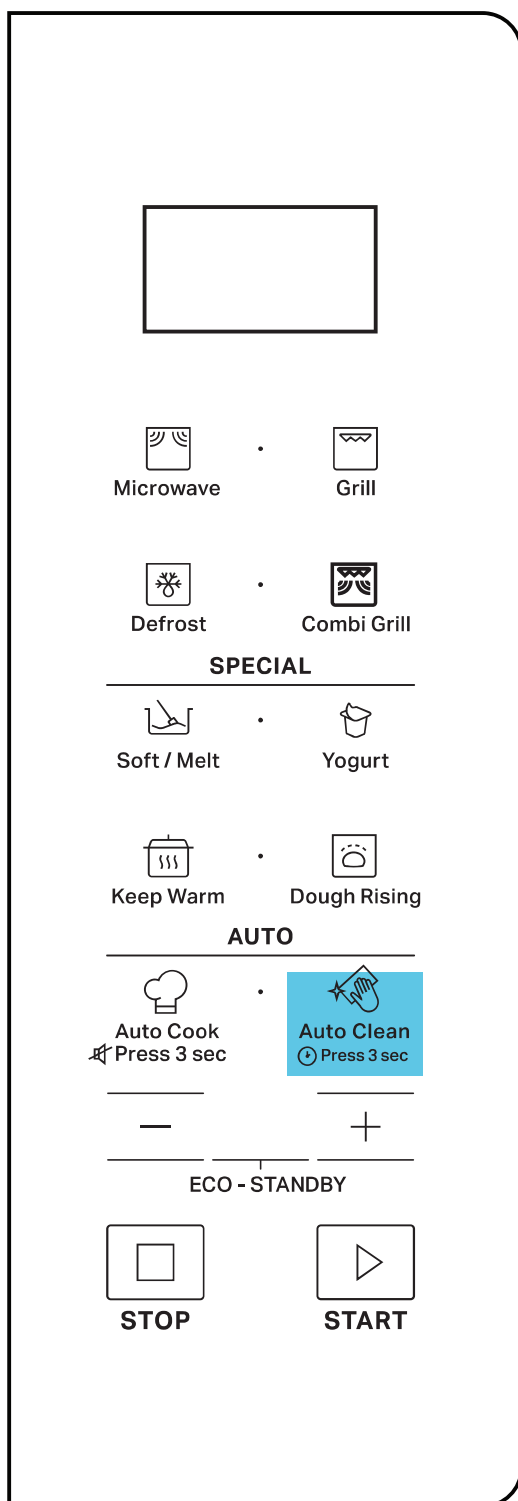 Microwave
Grill
Defrost
Combi Grill
SPECIAL
Soft / Melt
Yogurt
Keep Warm
Dough Rising
AUTO
Auto Cook
Press 3 sec
Auto Clean
Press 3 sec
ECO - STANDBY
STOP
START